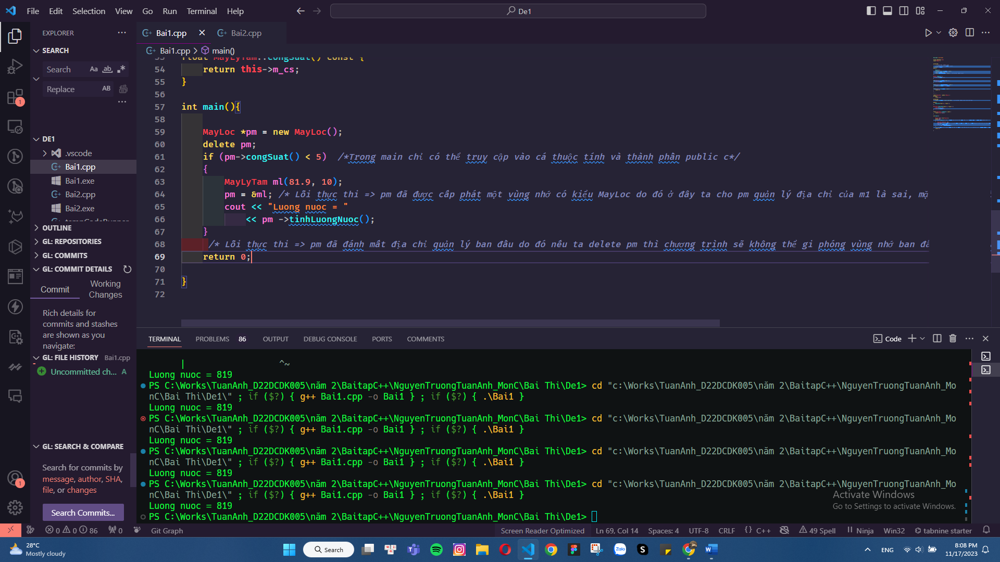 File Edit Selection View Go Run Terminal Help
De1
EXPLORER
SEARCH
Search Aa ab
Replace AB
1
DE1
.vscode
Bai1.cpp
Bai1.exe
Bai2.cpp
Bai2.exe
OUTLINE
GL: REPOSITORIES
GL: COMMITS
GL: COMMIT DETAILS
Commit Working Changes
Rich details for
commits and stashes
are shown as you
navigate:
GL: FILE HISTORY Bai1.cpp
Uncommitted ch... A
GL: SEARCH & COMPARE
Search for commits by
message, author, SHA,
file, or changes
Search Commits...
1
Bai1.cpp Bai2.cpp
Bai1.cpp > main()
53 float MayLyTam::congSuat() const {
54 return this->m_cs;
55 }
56
57 int main(){
58
59 MayLoc *pm = new MayLoc();
60 delete pm;
61 if (pm->congSuat() < 5) /*Trong main chỉ có thể truy cập vào cá thuộc tính và thành phần public c*/
62 {
63 MayLyTam ml(81.9, 10);
64 pm = &ml; /* Lỗi thực thi => pm đã được cấp phát một vùng nhớ có kiểu MayLoc do đó ở đây ta cho pm quản lý địa chỉ của m1 là sai, mặ
65 cout << "Luong nuoc = "
66 << pm ->tinhLuongNuoc();
67 }
68 /* Lỗi thực thi => pm đã đánh mất địa chỉ quản lý ban đầu do đó nếu ta delete pm thì chương trình sẽ không thể gi phóng vùng nhớ ban đầ
69 return 0;
70
71 }
72
TERMINAL PROBLEMS 86 OUTPUT DEBUG CONSOLE PORTS COMMENTS
Code
| ^~
Luong nuoc = 819
PS C:\Works\TuanAnh_D22DCDK005\năm 2\BaitapC++\NguyenTruongTuanAnh_MonC\Bai Thi\De1> cd "c:\Works\TuanAnh_D22DCDK005\năm 2\BaitapC++\NguyenTruongTuanAnh_Mo
nC\Bai Thi\De1\" ; if ($?) { g++ Bai1.cpp -o Bai1 } ; if ($?) { .\Bai1 }
Luong nuoc = 819
PS C:\Works\TuanAnh_D22DCDK005\năm 2\BaitapC++\NguyenTruongTuanAnh_MonC\Bai Thi\De1> cd "c:\Works\TuanAnh_D22DCDK005\năm 2\BaitapC++\NguyenTruongTuanAnh_Mo
nC\Bai Thi\De1\" ; if ($?) { g++ Bai1.cpp -o Bai1 } ; if ($?) { .\Bai1 }
Luong nuoc = 819
PS C:\Works\TuanAnh_D22DCDK005\năm 2\BaitapC++\NguyenTruongTuanAnh_MonC\Bai Thi\De1> cd "c:\Works\TuanAnh_D22DCDK005\năm 2\BaitapC++\NguyenTruongTuanAnh_Mo
nC\Bai Thi\De1\" ; if ($?) { g++ Bai1.cpp -o Bai1 } ; if ($?) { .\Bai1 }
Luong nuoc = 819
PS C:\Works\TuanAnh_D22DCDK005\năm 2\BaitapC++\NguyenTruongTuanAnh_MonC\Bai Thi\De1> cd "c:\Works\TuanAnh_D22DCDK005\năm 2\BaitapC++\NguyenTruongTuanAnh_Mo
nC\Bai Thi\De1\" ; if ($?) { g++ Bai1.cpp -o Bai1 } ; if ($?) { .\Bai1 }
Luong nuoc = 819
PS C:\Works\TuanAnh_D22DCDK005\năm 2\BaitapC++\NguyenTruongTuanAnh_MonC\Bai Thi\De1>
Activate Windows
Go to Settings to activate Windows.
0 0 86 0 Git Graph Screen Reader Optimized Ln 69, Col 14 Spaces: 4 UTF-8 CRLF {} C++ 49 Spell Ninja Win32 tabnine starter
28°C
Mostly cloudy
Search
Zalo
ENG
8:08 PM
11/17/2023